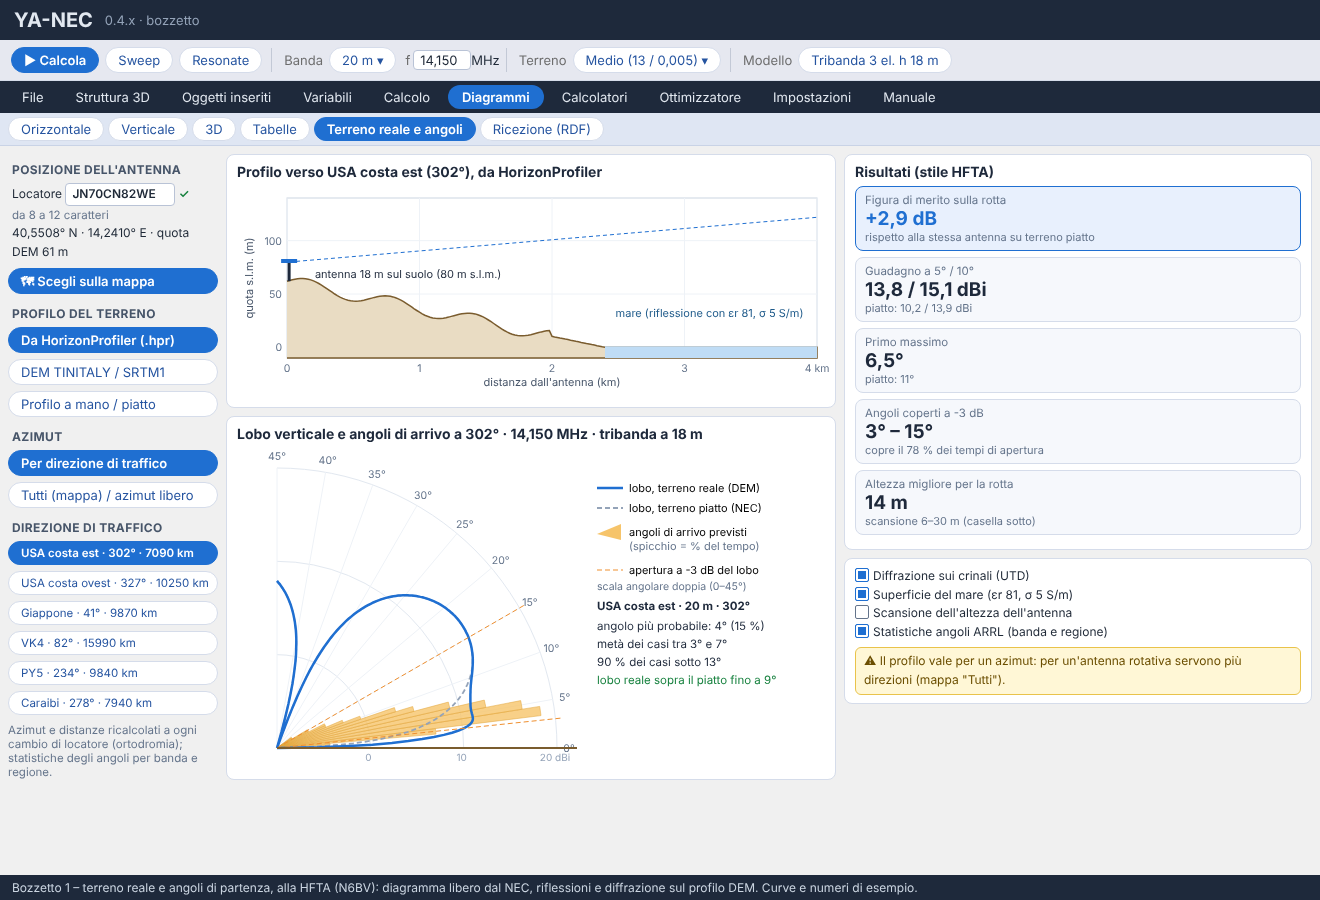 YA-NEC 0.4.x · bozzetto
▶ Calcola Sweep Resonate Banda 20 m ▾ f 14,150 MHz Terreno Medio (13 / 0,005) ▾ Modello Tribanda 3 el. h 18 m
File Struttura 3D Oggetti inseriti Variabili Calcolo Diagrammi Calcolatori Ottimizzatore Impostazioni Manuale
Orizzontale Verticale 3D Tabelle Terreno reale e angoli Ricezione (RDF)
POSIZIONE DELL'ANTENNA
Locatore JN70CN82WE ✓
da 8 a 12 caratteri
40,5508° N · 14,2410° E · quota
DEM 61 m
🗺 Scegli sulla mappa
PROFILO DEL TERRENO
Da HorizonProfiler (.hpr)
DEM TINITALY / SRTM1
Profilo a mano / piatto
AZIMUT
Per direzione di traffico
Tutti (mappa) / azimut libero
DIREZIONE DI TRAFFICO
USA costa est · 302° · 7090 km
USA costa ovest · 327° · 10250 km
Giappone · 41° · 9870 km
VK4 · 82° · 15990 km
PY5 · 234° · 9840 km
Caraibi · 278° · 7940 km
Azimut e distanze ricalcolati a ogni
cambio di locatore (ortodromia);
statistiche degli angoli per banda e
regione.
Profilo verso USA costa est (302°), da HorizonProfiler
quota s.l.m. (m)
100
50
0
antenna 18 m sul suolo (80 m s.l.m.)
mare (riflessione con εr 81, σ 5 S/m)
0 1 2 3 4 km
distanza dall'antenna (km)
Lobo verticale e angoli di arrivo a 302° · 14,150 MHz · tribanda a 18 m
45°
40°
35°
30°
25°
20°
15°
10°
5°
0°
0 10 20 dBi
lobo, terreno reale (DEM)
lobo, terreno piatto (NEC)
angoli di arrivo previsti
(spicchio = % del tempo)
apertura a -3 dB del lobo
scala angolare doppia (0–45°)
USA costa est · 20 m · 302°
angolo più probabile: 4° (15 %)
metà dei casi tra 3° e 7°
90 % dei casi sotto 13°
lobo reale sopra il piatto fino a 9°
Risultati (stile HFTA)
Figura di merito sulla rotta
+2,9 dB
rispetto alla stessa antenna su terreno piatto
Guadagno a 5° / 10°
13,8 / 15,1 dBi
piatto: 10,2 / 13,9 dBi
Primo massimo
6,5°
piatto: 11°
Angoli coperti a -3 dB
3° – 15°
copre il 78 % dei tempi di apertura
Altezza migliore per la rotta
14 m
scansione 6–30 m (casella sotto)
Diffrazione sui crinali (UTD)
Superficie del mare (εr 81, σ 5 S/m)
Scansione dell'altezza dell'antenna
Statistiche angoli ARRL (banda e regione)
⚠ Il profilo vale per un azimut: per un'antenna rotativa servono più
direzioni (mappa "Tutti").
Bozzetto 1 – terreno reale e angoli di partenza, alla HFTA (N6BV): diagramma libero dal NEC, riflessioni e diffrazione sul profilo DEM. Curve e numeri di esempio.